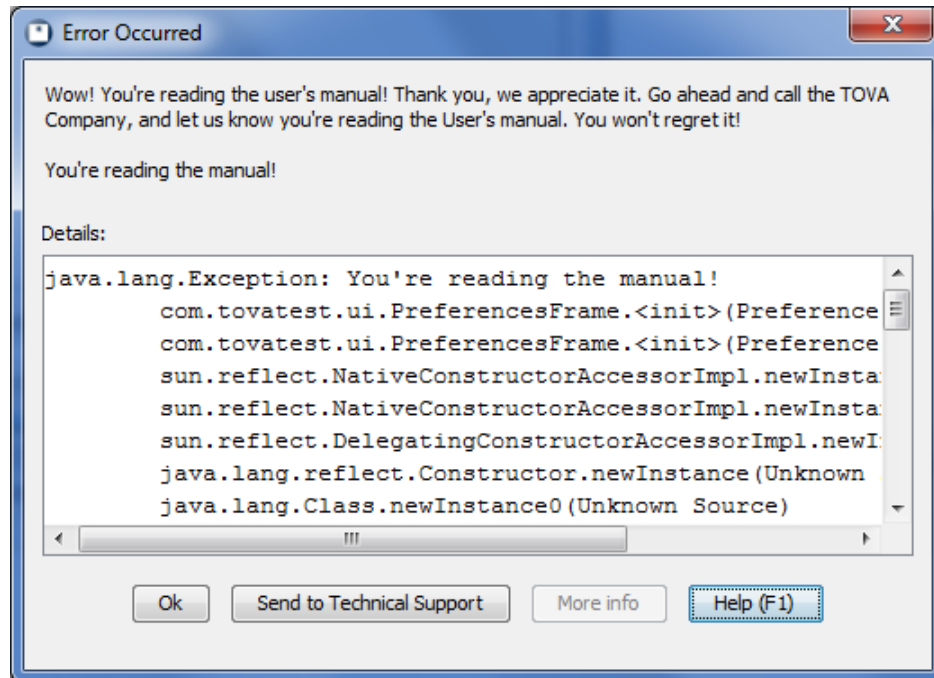 Error Occurred
Wow! You're reading the user's manual! Thank you, we appreciate it. Go ahead and call the TOVA
Company, and let us know you're reading the User's manual. You won't regret it!
You're reading the manual!
Details:
java.lang.Exception: You're reading the manual!
com.tovatest.ui.PreferencesFrame.<init>(Preference
com.tovatest.ui.PreferencesFrame.<init>(Preference
sun.reflect.NativeConstructorAccessorImpl.newInsta
sun.reflect.NativeConstructorAccessorImpl.newInsta
sun.reflect.DelegatingConstructorAccessorImpl.newI
java.lang.reflect.Constructor.newInstance(Unknown
java.lang.Class.newInstance0(Unknown Source)
Ok Send to Technical Support More info Help (F1)